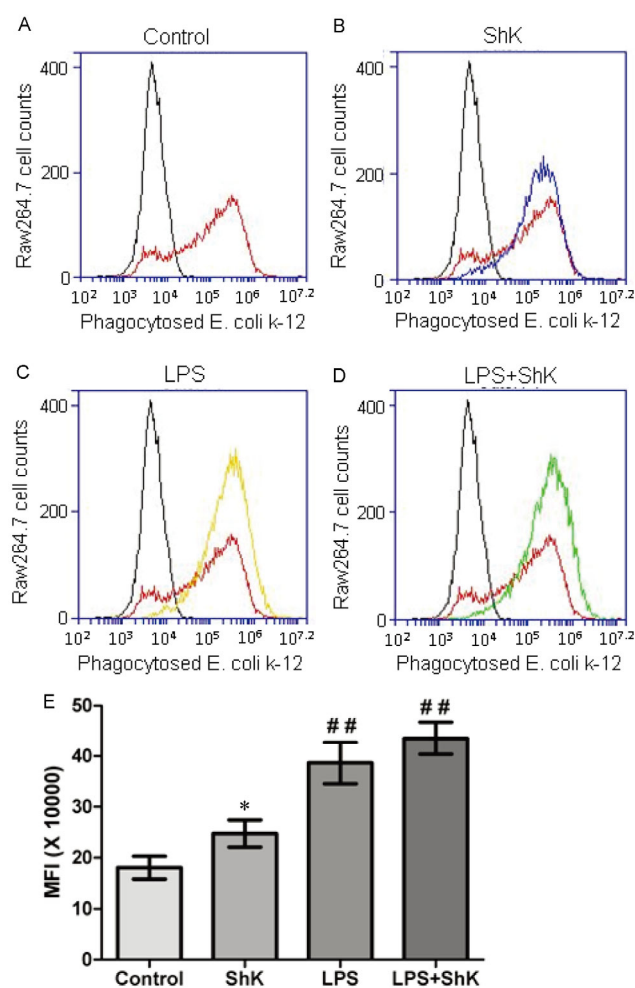 A
Control
400
200
0
10² 10³ 10⁴ 10⁵ 10⁶ 10⁷·²
Raw264.7 cell counts
Phagocytosed E. coli k-12
B
ShK
400
200
0
10² 10³ 10⁴ 10⁵ 10⁶ 10⁷·²
Raw264.7 cell counts
Phagocytosed E. coli k-12
C
LPS
400
200
0
10² 10³ 10⁴ 10⁵ 10⁶ 10⁷·²
Raw264.7 cell counts
Phagocytosed E. coli k-12
D
LPS+ShK
400
200
0
10² 10³ 10⁴ 10⁵ 10⁶ 10⁷·²
Raw264.7 cell counts
Phagocytosed E. coli k-12
E
MFI (X 10000)
50
40
30
20
10
0
*
##
##
Control ShK LPS LPS+ShK